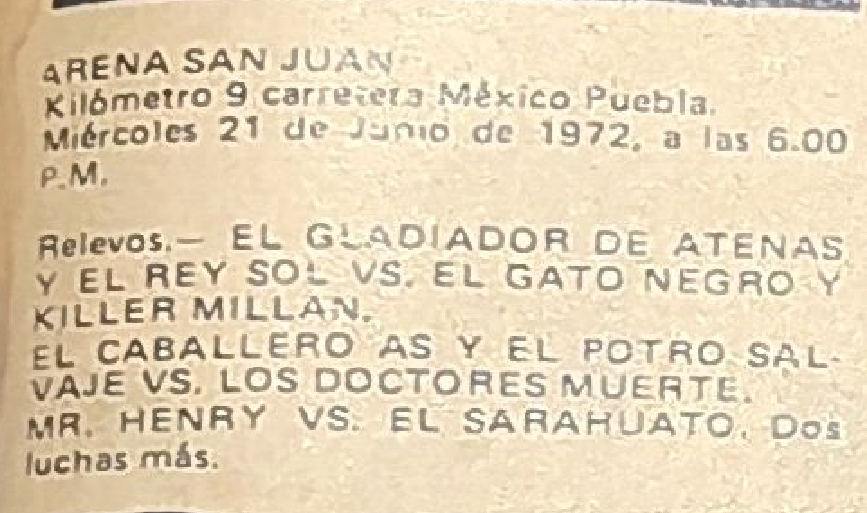 ARENA SAN JUAN
Kilómetro 9 carretera México Puebla.
Miércoles 21 de Junio de 1972, a las 6.00
P.M.
Relevos.— EL GLADIADOR DE ATENAS
Y EL REY SOL VS. EL GATO NEGRO Y
KILLER MILLAN.
EL CABALLERO AS Y EL POTRO SAL-
VAJE VS. LOS DOCTORES MUERTE.
MR. HENRY VS. EL SARAHUATO. Dos
luchas más.